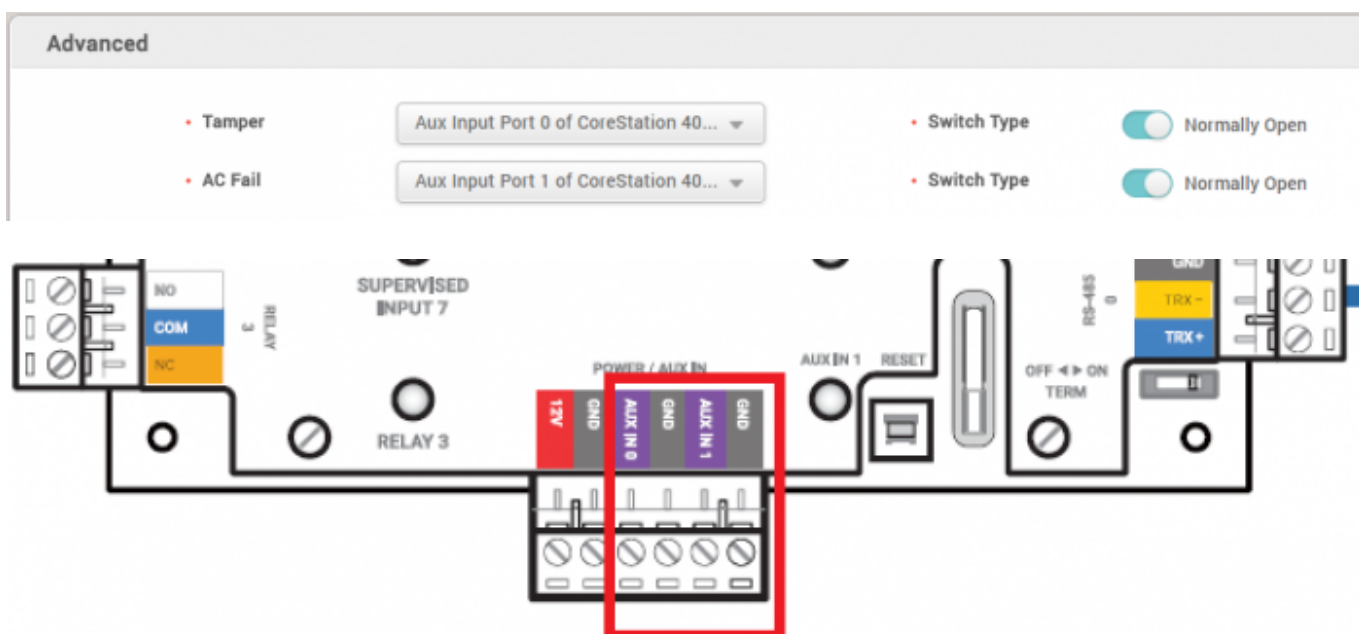 Advanced
• Tamper
Aux Input Port 0 of CoreStation 40...
• Switch Type
Normally Open
• AC Fail
Aux Input Port 1 of CoreStation 40...
• Switch Type
Normally Open
NO
COM
NC
RELAY
3
SUPERVISED
INPUT 7
RELAY 3
POWER / AUX IN
12V
GND
AUX IN 0
GND
AUX IN 1
GND
AUX IN 1
RESET
RS-485
0
GND
TRX -
TRX +
OFF ◄ ► ON
TERM